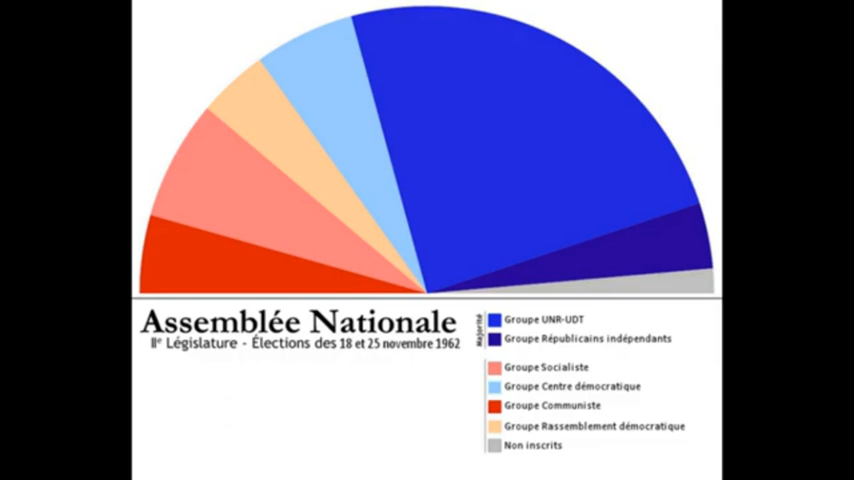 Assemblée Nationale
IIᵉ Législature - Élections des 18 et 25 novembre 1962
Majorité
Groupe UNR-UDT
Groupe Républicains indépendants
Groupe Socialiste
Groupe Centre démocratique
Groupe Communiste
Groupe Rassemblement démocratique
Non inscrits